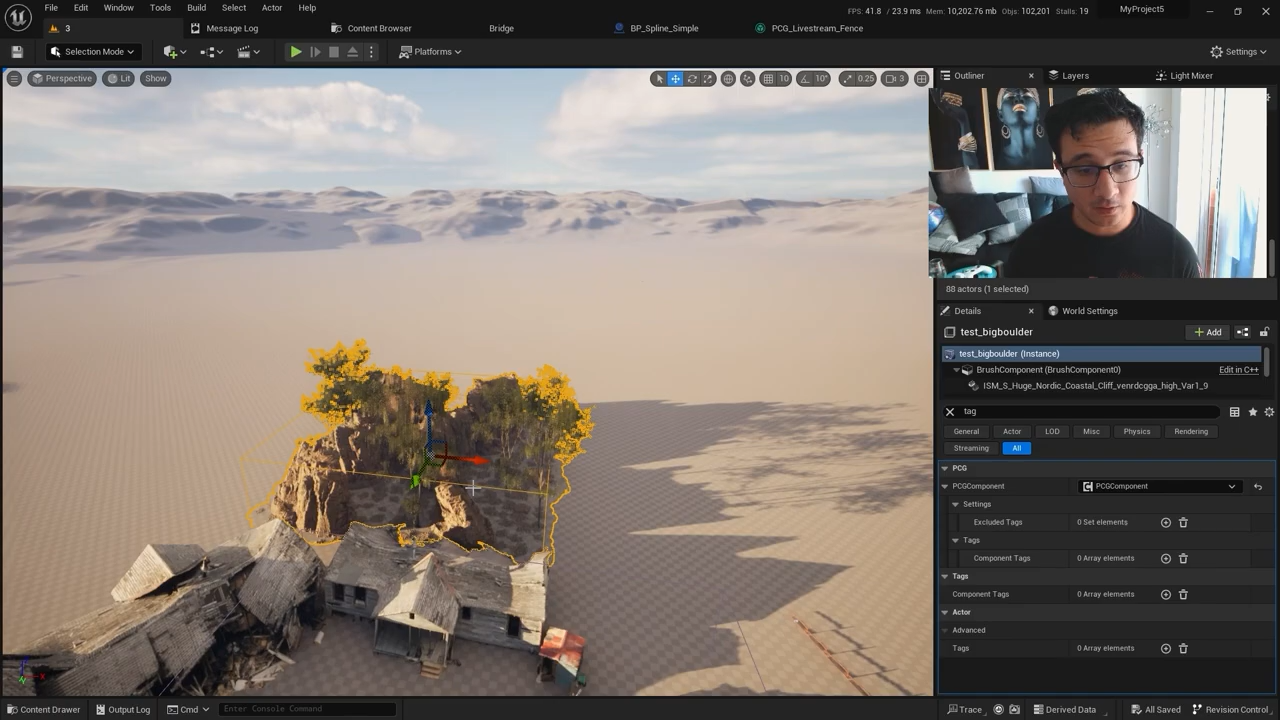 File Edit Window Tools Build Select Actor Help
FPS: 41.8 / 23.9 ms Mem: 10,202.76 mb Objs: 102,201 Stalls: 19 MyProject5
3 Message Log Content Browser Bridge BP_Spline_Simple PCG_Livestream_Fence
Selection Mode Platforms Settings
Perspective Lit Show 10 10° 0.25 3
Outliner Layers Light Mixer
88 actors (1 selected)
Details World Settings
test_bigboulder + Add
test_bigboulder (Instance)
BrushComponent (BrushComponent0) Edit in C++
ISM_S_Huge_Nordic_Coastal_Cliff_venrdcgga_high_Var1_9
tag
General Actor LOD Misc Physics Rendering
Streaming All
PCG
PCGComponent PCGComponent
Settings
Excluded Tags 0 Set elements
Tags
Component Tags 0 Array elements
Tags
Component Tags 0 Array elements
Actor
Advanced
Tags 0 Array elements
Content Drawer Output Log Cmd Enter Console Command Trace Derived Data All Saved Revision Control